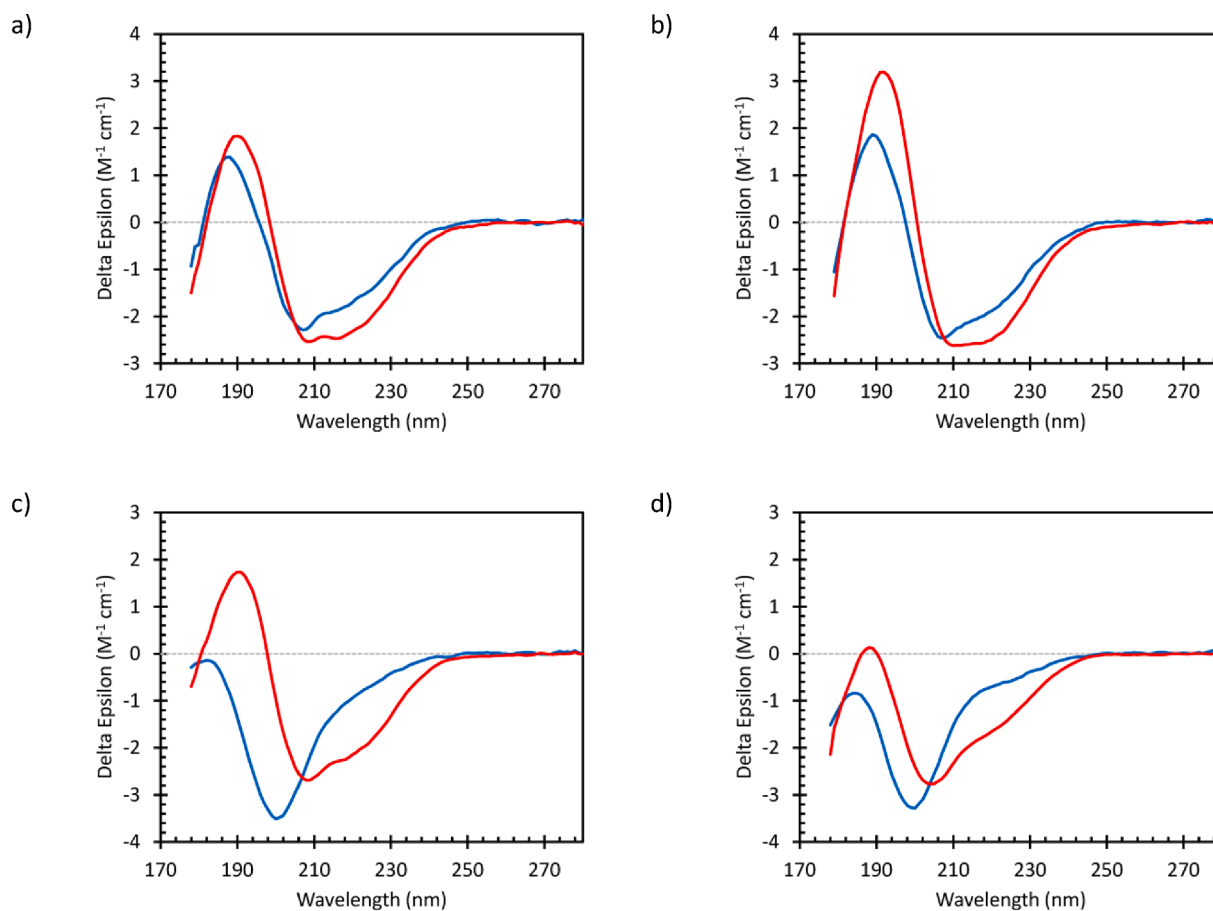 a)
b)
4
3
2
1
0
-1
-2
-3
Delta Epsilon (M⁻¹ cm⁻¹)
170 190 210 230 250 270
Wavelength (nm)
4
3
2
1
0
-1
-2
-3
Delta Epsilon (M⁻¹ cm⁻¹)
170 190 210 230 250 270
Wavelength (nm)
c)
d)
3
2
1
0
-1
-2
-3
-4
Delta Epsilon (M⁻¹ cm⁻¹)
170 190 210 230 250 270
Wavelength (nm)
3
2
1
0
-1
-2
-3
-4
Delta Epsilon (M⁻¹ cm⁻¹)
170 190 210 230 250 270
Wavelength (nm)